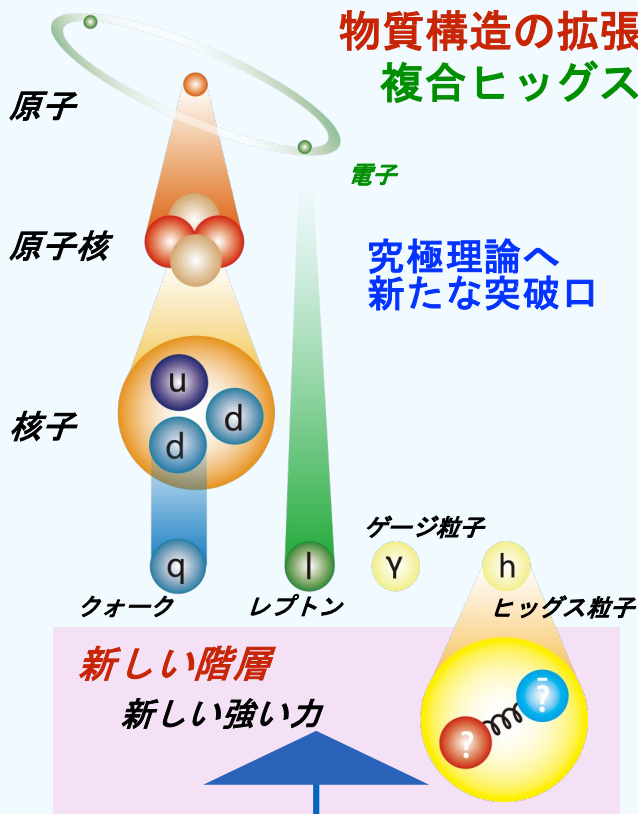 物質構造の拡張
複合ヒッグス
原子
電子
原子核
究極理論へ
新たな突破口
u
d
核子
d
ゲージ粒子
q
l
γ
h
クォーク
レプトン
ヒッグス粒子
新しい階層
新しい強い力
?
?̄